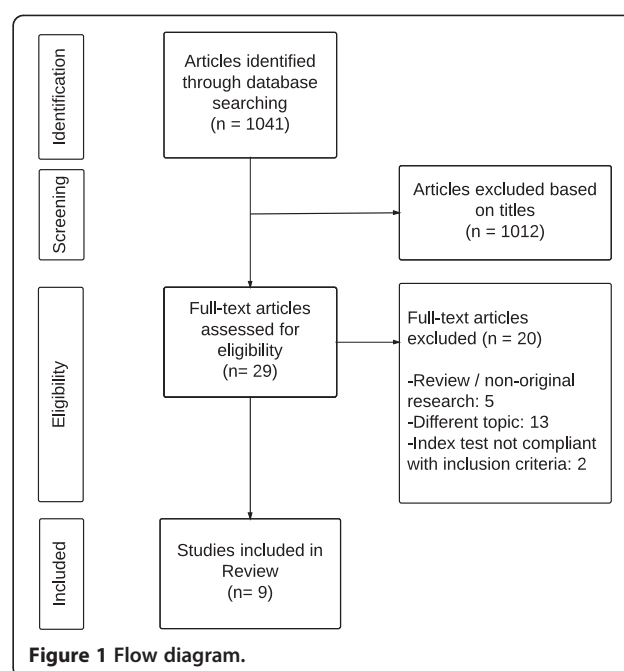 Identification
Articles identified
through database
searching
(n = 1041)
Screening
Articles excluded based
on titles
(n = 1012)
Eligibility
Full-text articles
assessed for
eligibility
(n= 29)
Full-text articles
excluded (n = 20)
-Review / non-original
research: 5
-Different topic: 13
-Index test not compliant
with inclusion criteria: 2
Included
Studies included in
Review
(n= 9)
Figure 1 Flow diagram.